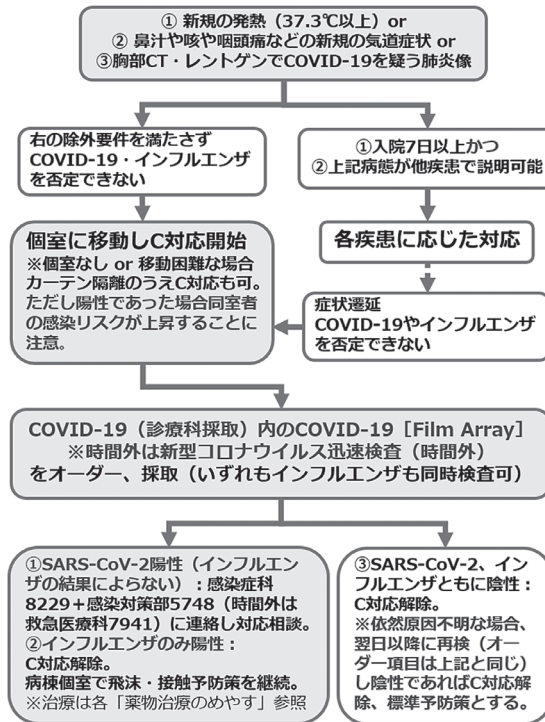 ① 新規の発熱（37.3℃以上）or
② 鼻汁や咳や咽頭痛などの新規の気道症状 or
③胸部CT・レントゲンでCOVID-19を疑う肺炎像
右の除外要件を満たさず
COVID-19・インフルエンザ
を否定できない
①入院7日以上かつ
②上記病態が他疾患で説明可能
個室に移動しC対応開始
※個室なし or 移動困難な場合
カーテン隔離のうえC対応も可。
ただし陽性であった場合同室者
の感染リスクが上昇することに
注意。
各疾患に応じた対応
症状遷延
COVID-19やインフルエンザ
を否定できない
COVID-19（診療科採取）内のCOVID-19［Film Array］
※時間外は新型コロナウイルス迅速検査（時間外）
をオーダー、採取（いずれもインフルエンザも同時検査可）
①SARS-CoV-2陽性（インフルエン
ザの結果によらない）：感染症科
8229＋感染対策部5748（時間外は
救急医療科7941）に連絡し対応相談。
②インフルエンザのみ陽性：
C対応解除。
病棟個室で飛沫・接触予防策を継続。
※治療は各「薬物治療のめやす」参照
③SARS-CoV-2、イン
フルエンザともに陰性：
C対応解除。
※依然原因不明な場合、
翌日以降に再検（オー
ダー項目は上記と同じ）
し陰性であればC対応解
除、標準予防策とする。